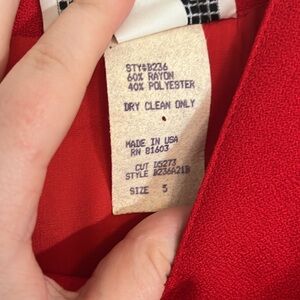 STY#B236
60% RAYON
40% POLYESTER
DRY CLEAN ONLY
MADE IN USA
RN 81603
CUT D5273
STYLE B236A21B
SIZE 5